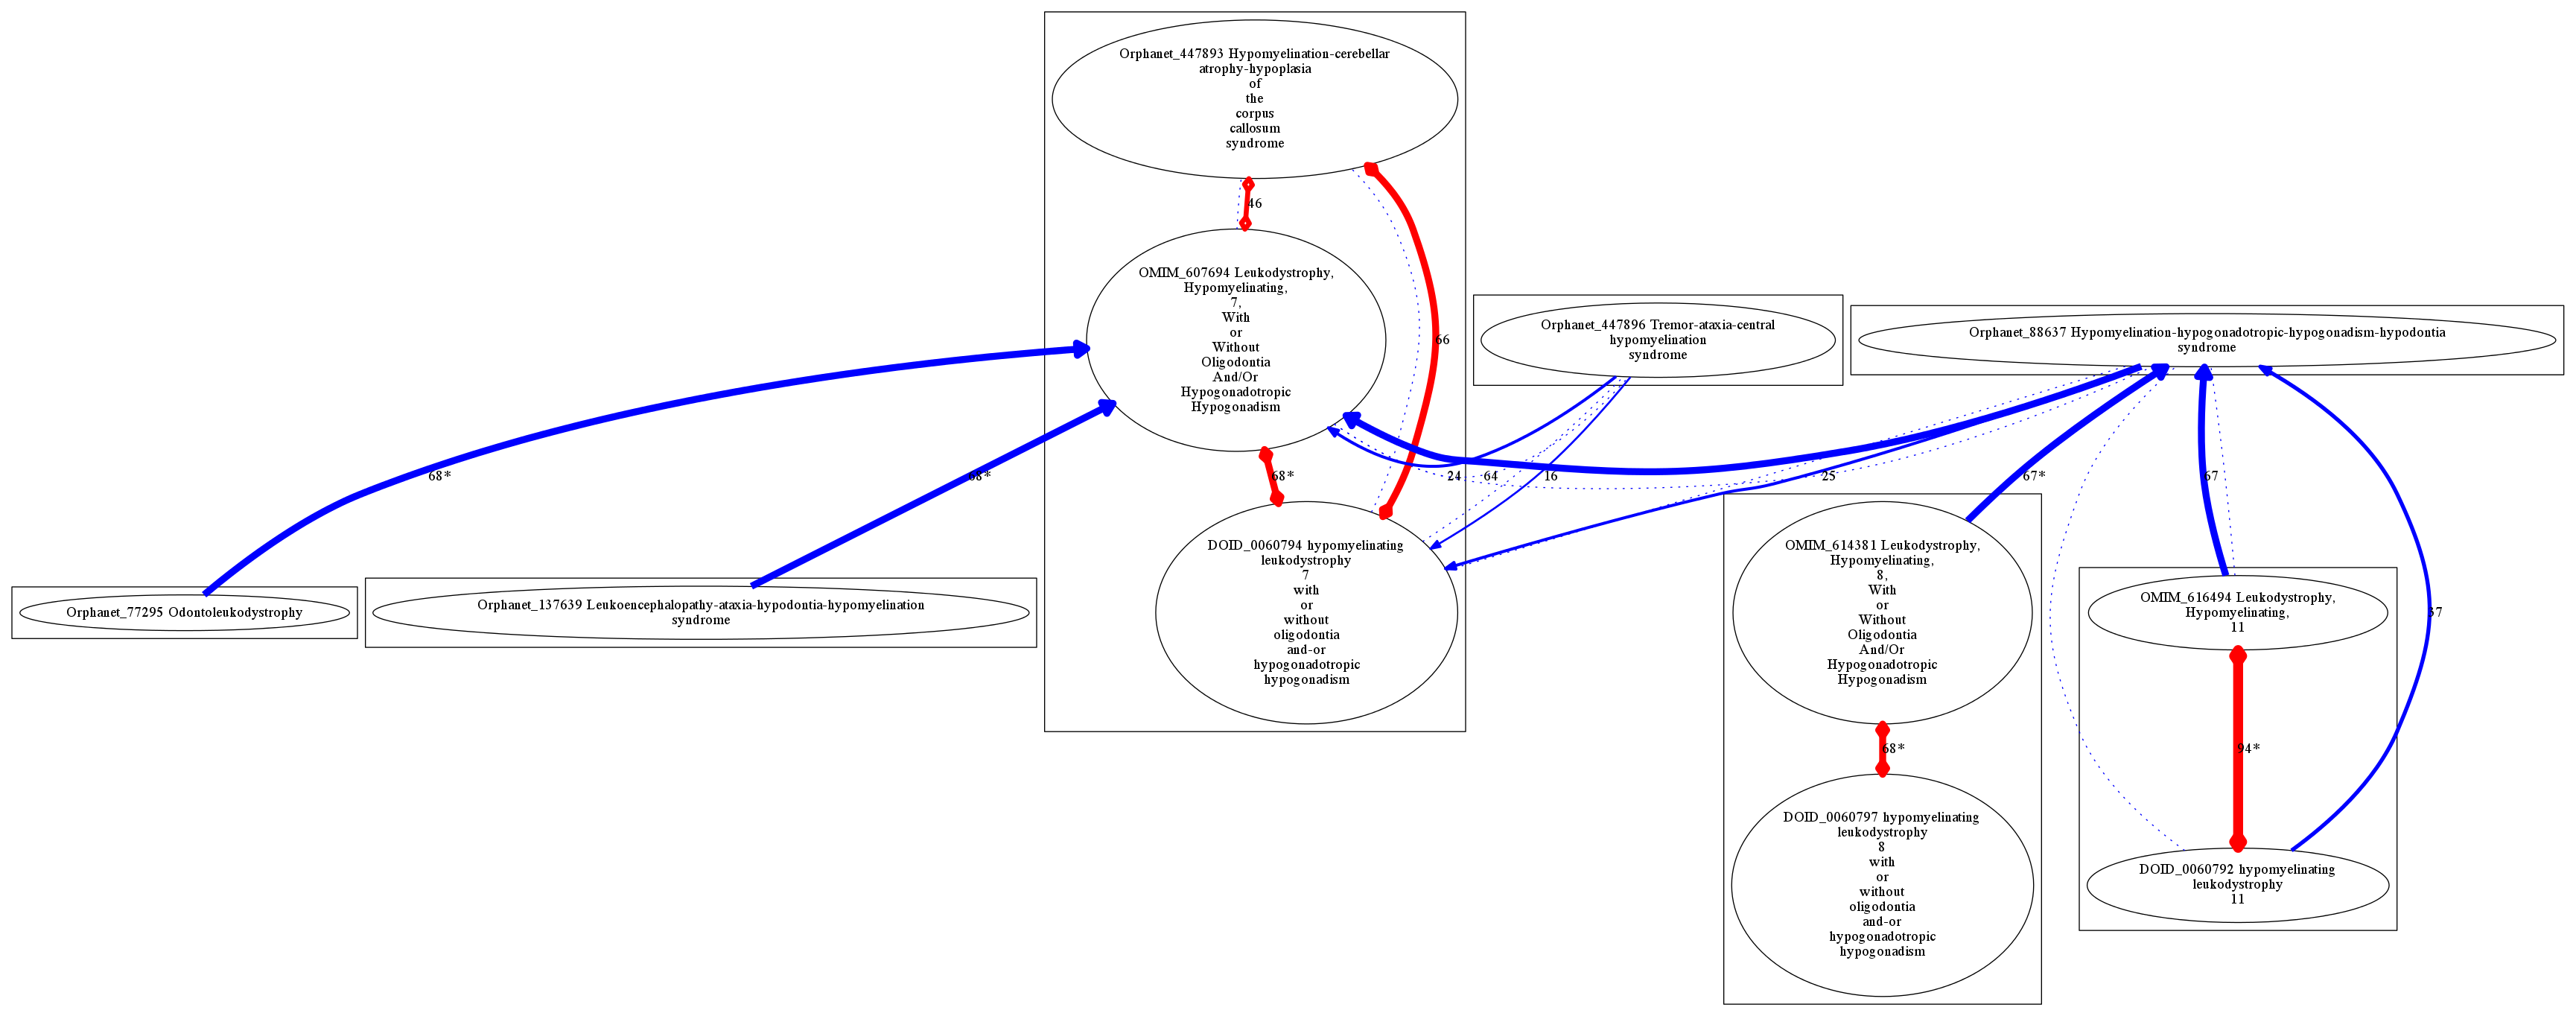 Orphanet_447893 Hypomyelination-cerebellar
atrophy-hypoplasia
of
the
corpus
callosum
syndrome
46
OMIM_607694 Leukodystrophy,
Hypomyelinating,
7,
With
or
Without
Oligodontia
And/Or
Hypogonadotropic
Hypogonadism
66
Orphanet_447896 Tremor-ataxia-central
hypomyelination
syndrome
Orphanet_88637 Hypomyelination-hypogonadotropic-hypogonadism-hypodontia
syndrome
68*
68*
68*
24
64
16
25
67*
67
Orphanet_77295 Odontoleukodystrophy
Orphanet_137639 Leukoencephalopathy-ataxia-hypodontia-hypomyelination
syndrome
DOID_0060794 hypomyelinating
leukodystrophy
7
with
or
without
oligodontia
and-or
hypogonadotropic
hypogonadism
OMIM_614381 Leukodystrophy,
Hypomyelinating,
8,
With
or
Without
Oligodontia
And/Or
Hypogonadotropic
Hypogonadism
OMIM_616494 Leukodystrophy,
Hypomyelinating,
11
37
68*
94*
DOID_0060797 hypomyelinating
leukodystrophy
8
with
or
without
oligodontia
and-or
hypogonadotropic
hypogonadism
DOID_0060792 hypomyelinating
leukodystrophy
11